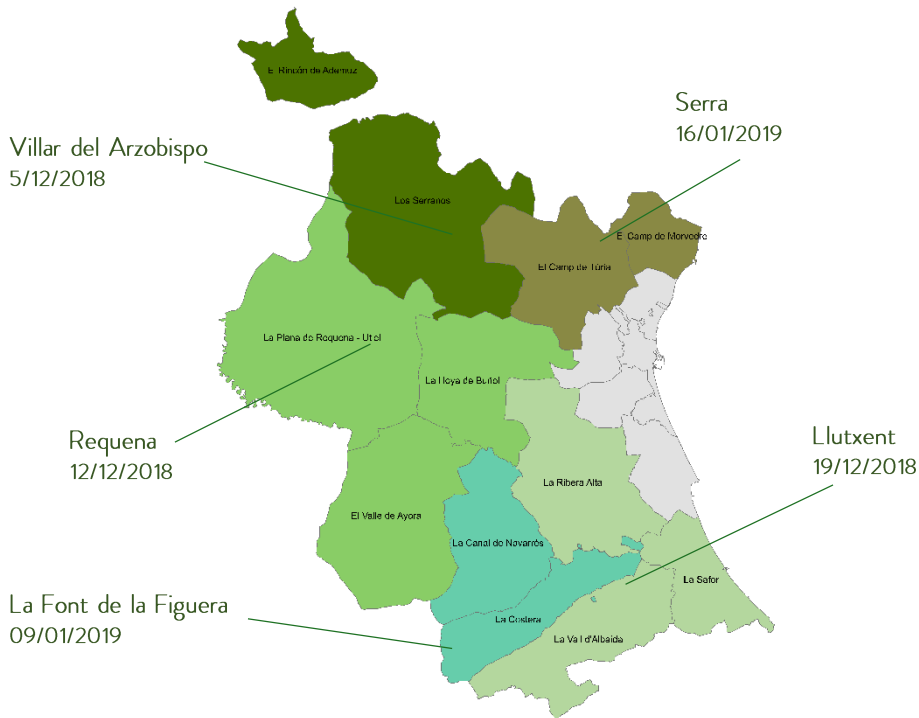 El Rincón de Ademuz
Serra
16/01/2019
Villar del Arzobispo
5/12/2018
Los Serranos
El Camp de Morvedre
El Camp de Túria
La Plana de Requena - Utiel
La Hoya de Buñol
Requena
12/12/2018
Llutxent
19/12/2018
La Ribera Alta
El Valle de Ayora
La Canal de Navarrés
La Safor
La Font de la Figuera
09/01/2019
La Costera
La Vall d'Albaida